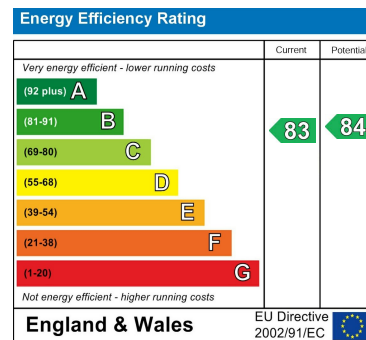 Energy Efficiency Rating
Current Potential
Very energy efficient - lower running costs
(92 plus) A
(81-91) B
83 84
(69-80) C
(55-68) D
(39-54) E
(21-38) F
(1-20) G
Not energy efficient - higher running costs
England & Wales
EU Directive
2002/91/EC